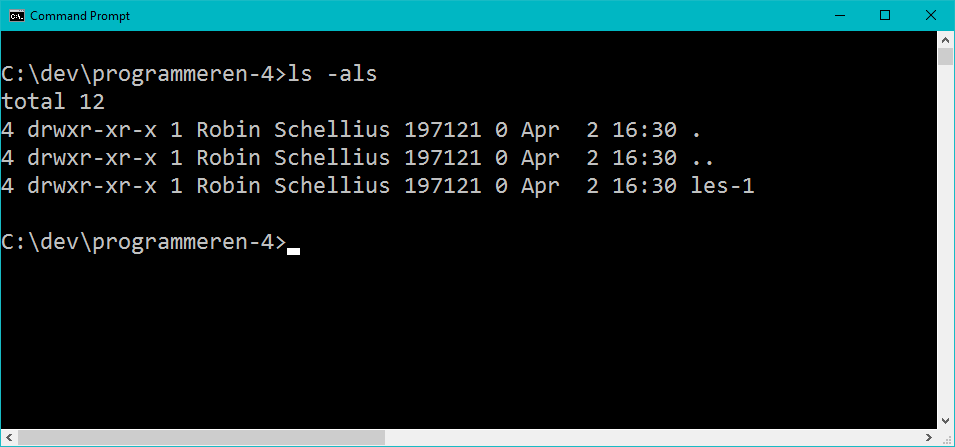 Command Prompt
C:\dev\programmeren-4>ls -als
total 12
4 drwxr-xr-x 1 Robin Schellius 197121 0 Apr  2 16:30 .
4 drwxr-xr-x 1 Robin Schellius 197121 0 Apr  2 16:30 ..
4 drwxr-xr-x 1 Robin Schellius 197121 0 Apr  2 16:30 les-1
C:\dev\programmeren-4>